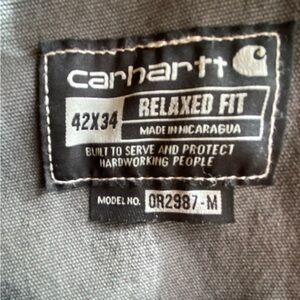 carhartt
42X34 RELAXED FIT
MADE IN NICARAGUA
BUILT TO SERVE AND PROTECT
HARDWORKING PEOPLE
MODEL NO. OR2987-M